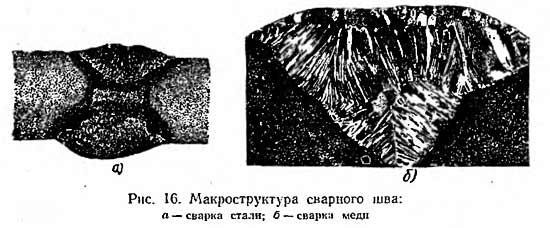 а)
б)
Рис. 16. Макроструктура сварного шва:
а — сварка стали; б — сварка меди